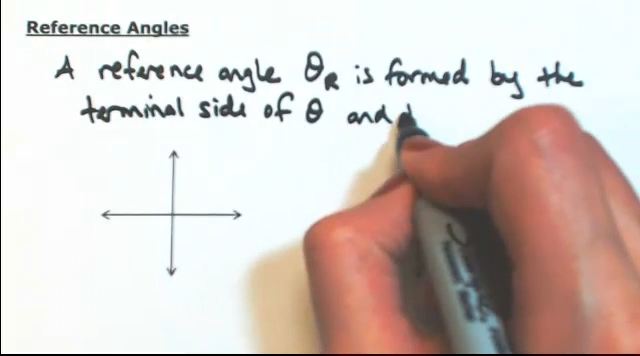 Reference Angles
A reference angle θR is formed by the
terminal side of θ and